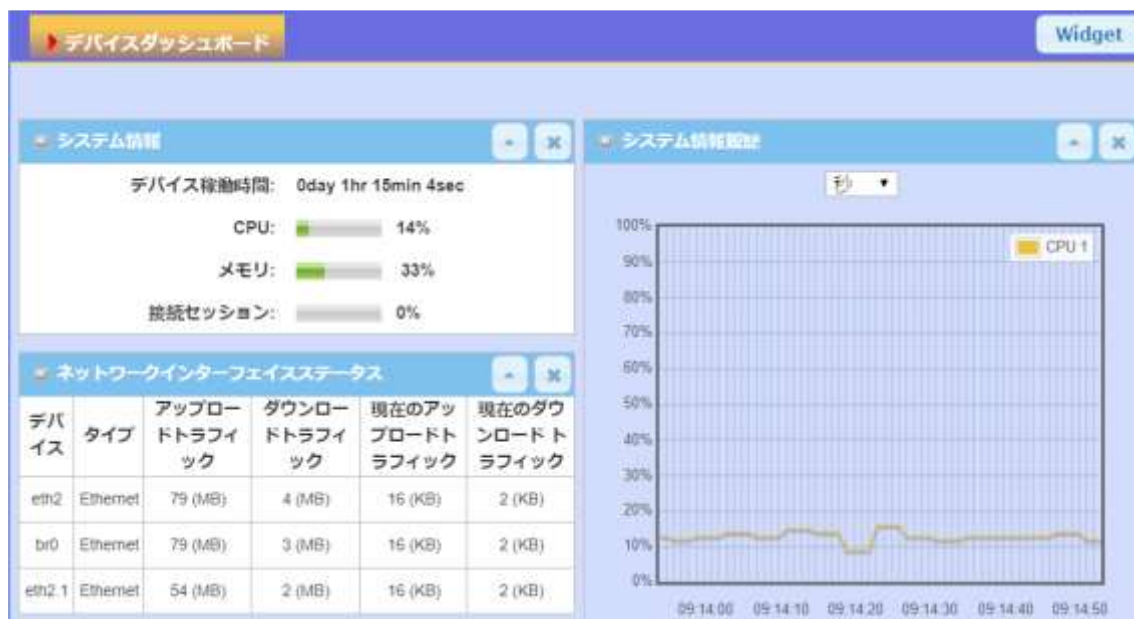 デバイスダッシュボード
Widget
システム情報
デバイス稼働時間: 0day 1hr 15min 4sec
CPU: 14%
メモリ: 33%
接続セッション: 0%
ネットワークインターフェイスステータス
デバ
イス
タイプ
アップロー
ドトラフィ
ック
ダウンロー
ドトラフィ
ック
現在のアッ
プロードト
ラフィック
現在のダウ
ンロード ト
ラフィック
eth2 Ethernet 79 (MB) 4 (MB) 16 (KB) 2 (KB)
br0 Ethernet 79 (MB) 3 (MB) 16 (KB) 2 (KB)
eth2.1 Ethernet 54 (MB) 2 (MB) 16 (KB) 2 (KB)
システム情報履歴
秒
CPU 1
100%
90%
80%
70%
60%
50%
40%
30%
20%
10%
0%
09:14:00 09:14:10 09:14:20 09:14:30 09:14:40 09:14:50